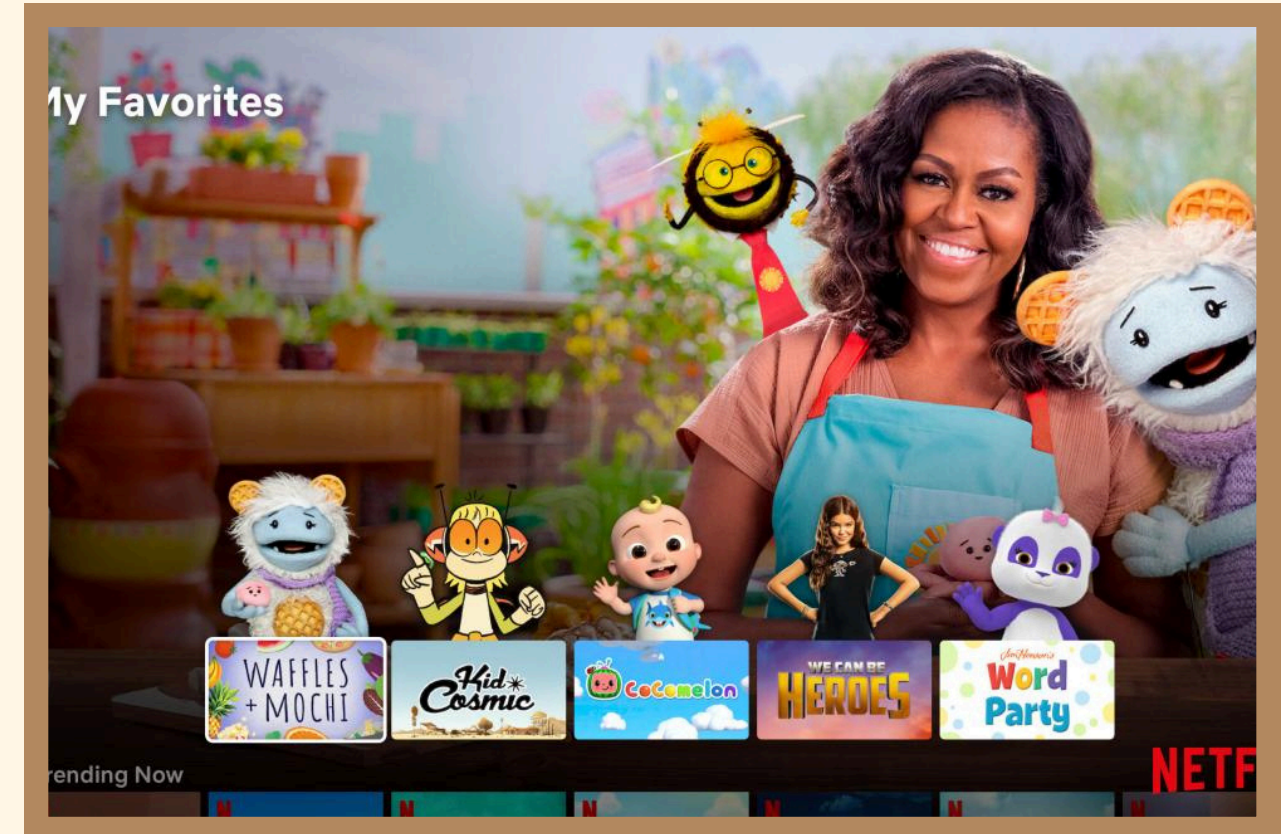 My Favorites
WAFFLES
+ MOCHI
Kid
Cosmic
CoComelon
WE CAN BE
HEROES
Jim Henson's
Word
Party
rending Now
NETF
N
N
N
N
N
N